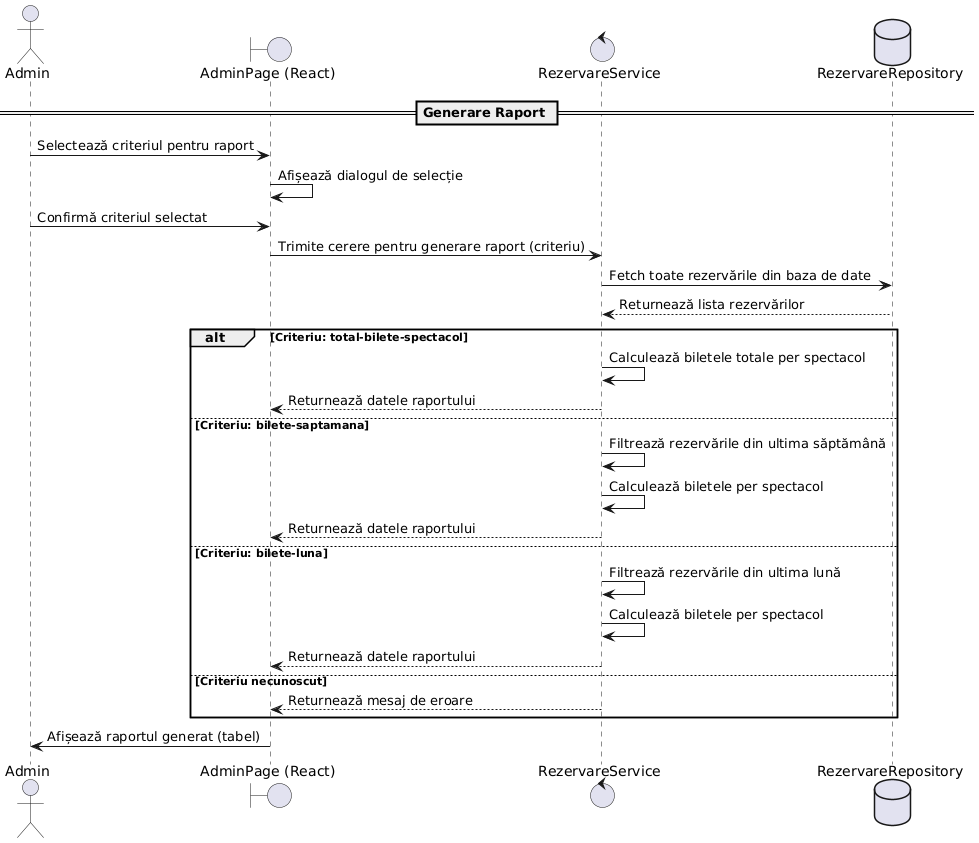 Admin
AdminPage (React)
RezervareService
RezervareRepository
Generare Raport
Selectează criteriul pentru raport
Afișează dialogul de selecție
Confirmă criteriul selectat
Trimite cerere pentru generare raport (criteriu)
Fetch toate rezervările din baza de date
Returnează lista rezervărilor
alt
[Criteriu: total-bilete-spectacol]
Calculează biletele totale per spectacol
Returnează datele raportului
[Criteriu: bilete-saptamana]
Filtrează rezervările din ultima săptămână
Calculează biletele per spectacol
Returnează datele raportului
[Criteriu: bilete-luna]
Filtrează rezervările din ultima lună
Calculează biletele per spectacol
Returnează datele raportului
[Criteriu necunoscut]
Returnează mesaj de eroare
Afișează raportul generat (tabel)
Admin
AdminPage (React)
RezervareService
RezervareRepository